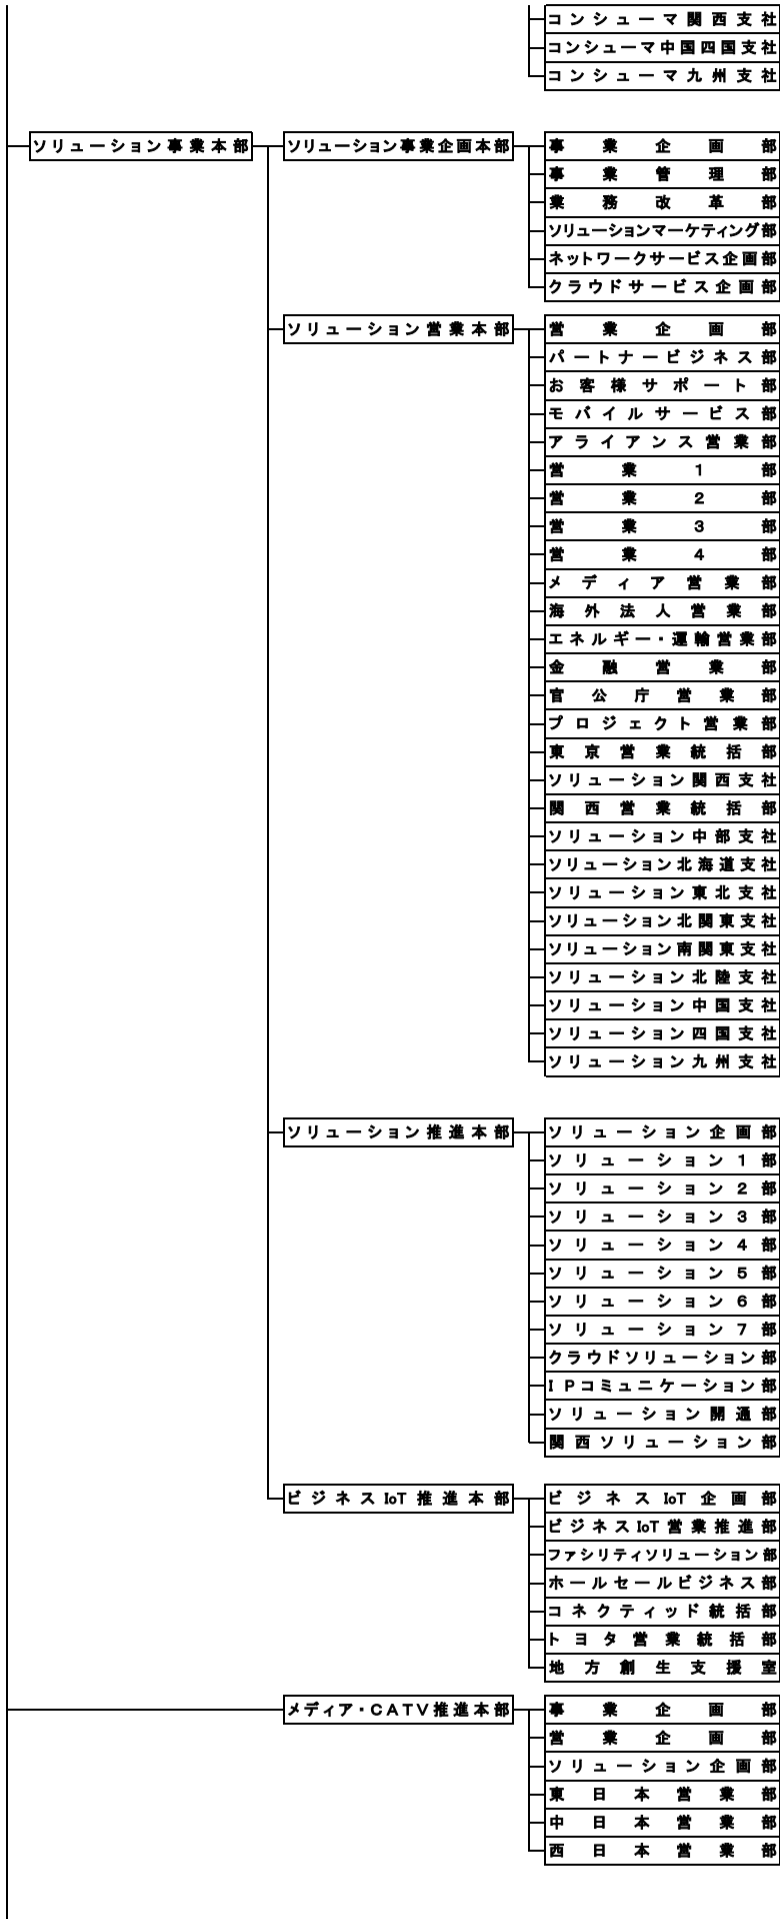 コンシューマ関西支社
コンシューマ中国四国支社
コンシューマ九州支社
ソリューション事業本部
ソリューション事業企画本部
事業企画部
事業管理部
業務改革部
ソリューションマーケティング部
ネットワークサービス企画部
クラウドサービス企画部
ソリューション営業本部
営業企画部
パートナービジネス部
お客様サポート部
モバイルサービス部
アライアンス営業部
営業1部
営業2部
営業3部
営業4部
メディア営業部
海外法人営業部
エネルギー・運輸営業部
金融営業部
官公庁営業部
プロジェクト営業部
東京営業統括部
ソリューション関西支社
関西営業統括部
ソリューション中部支社
ソリューション北海道支社
ソリューション東北支社
ソリューション北関東支社
ソリューション南関東支社
ソリューション北陸支社
ソリューション中国支社
ソリューション四国支社
ソリューション九州支社
ソリューション推進本部
ソリューション企画部
ソリューション1部
ソリューション2部
ソリューション3部
ソリューション4部
ソリューション5部
ソリューション6部
ソリューション7部
クラウドソリューション部
IPコミュニケーション部
ソリューション開通部
関西ソリューション部
ビジネスIoT推進本部
ビジネスIoT企画部
ビジネスIoT営業推進部
ファシリティソリューション部
ホールセールビジネス部
コネクティッド統括部
トヨタ営業統括部
地方創生支援室
メディア・CATV推進本部
事業企画部
営業企画部
ソリューション企画部
東日本営業部
中日本営業部
西日本営業部